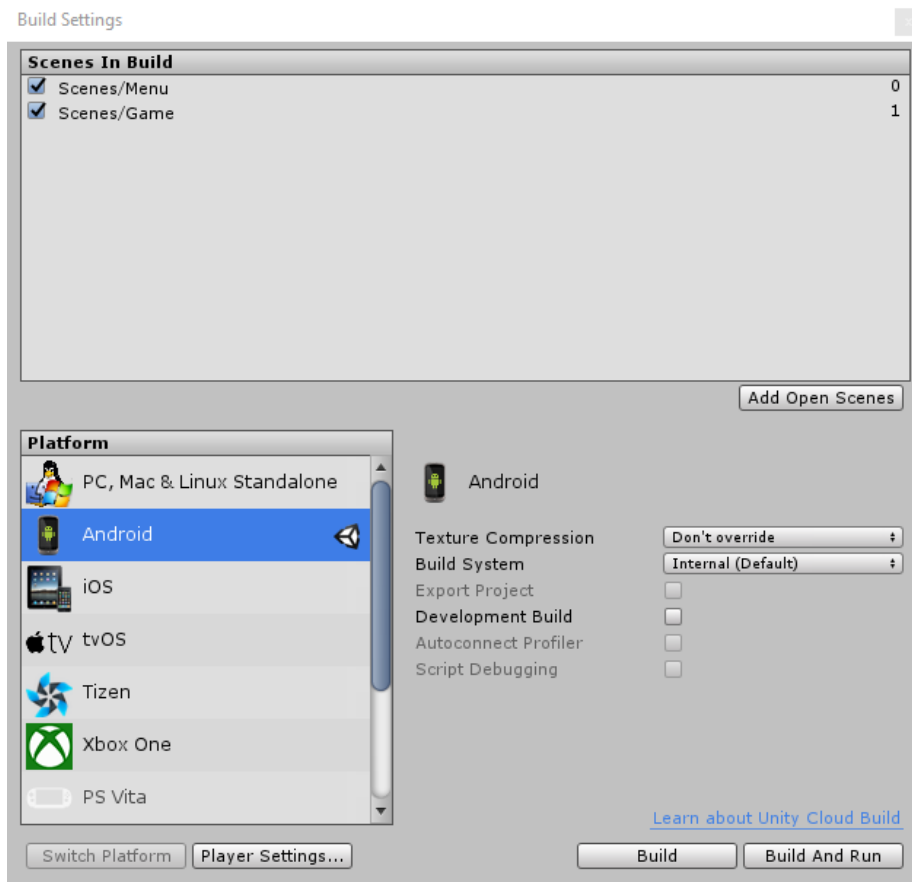 Build Settings
Scenes In Build
Scenes/Menu 0
Scenes/Game 1
Add Open Scenes
Platform
PC, Mac & Linux Standalone
Android
iOS
tv tvOS
Tizen
Xbox One
PS Vita
Android
Texture Compression Don't override
Build System Internal (Default)
Export Project
Development Build
Autoconnect Profiler
Script Debugging
Learn about Unity Cloud Build
Switch Platform Player Settings... Build Build And Run